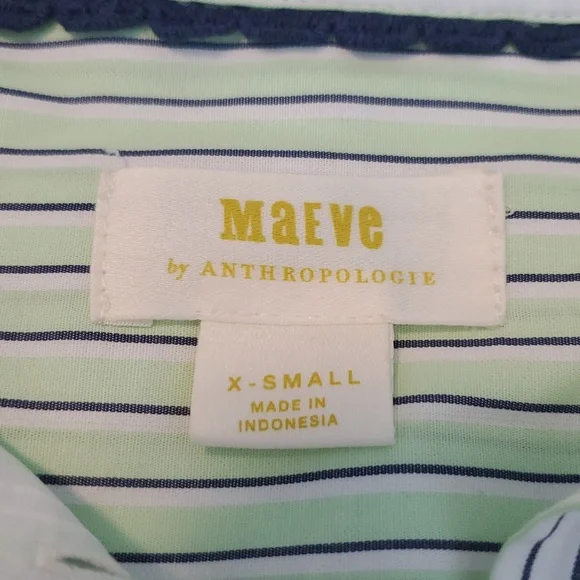 MaEVe
by ANTHROPOLOGIE
X-SMALL
MADE IN
INDONESIA